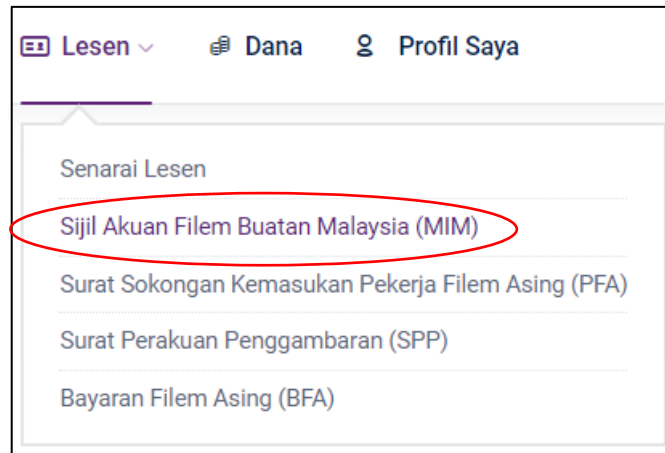 Lesen Dana Profil Saya
Senarai Lesen
Sijil Akuan Filem Buatan Malaysia (MIM)
Surat Sokongan Kemasukan Pekerja Filem Asing (PFA)
Surat Perakuan Penggambaran (SPP)
Bayaran Filem Asing (BFA)